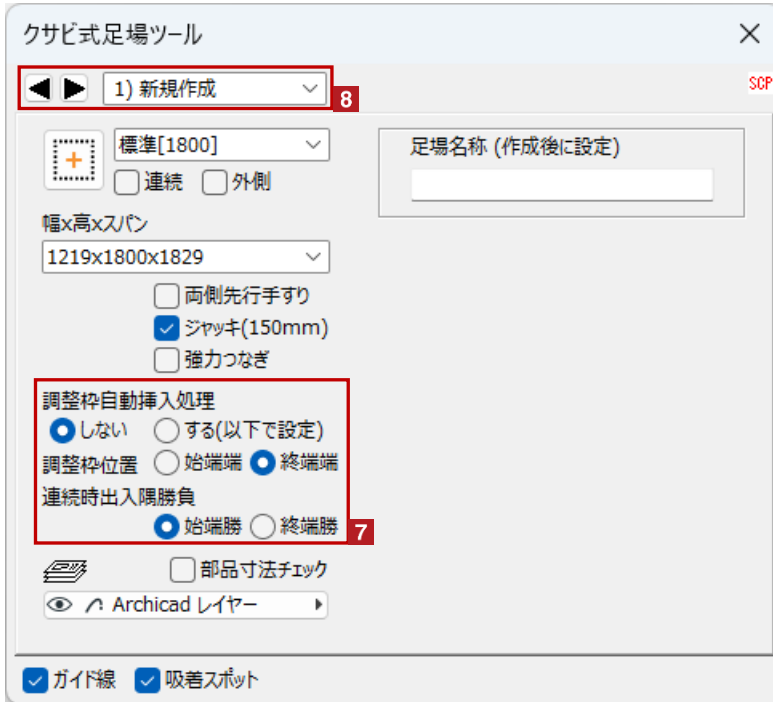 クサビ式足場ツール
1) 新規作成
8
SCP
標準[1800]
連続 外側
足場名称 (作成後に設定)
幅x高xスパン
1219x1800x1829
両側先行手すり
ジャッキ(150mm)
強力つなぎ
調整枠自動挿入処理
しない する(以下で設定)
調整枠位置 始端端 終端端
連続時出入隅勝負
始端勝 終端勝
7
部品寸法チェック
Archicad レイヤー
ガイド線 吸着スポット